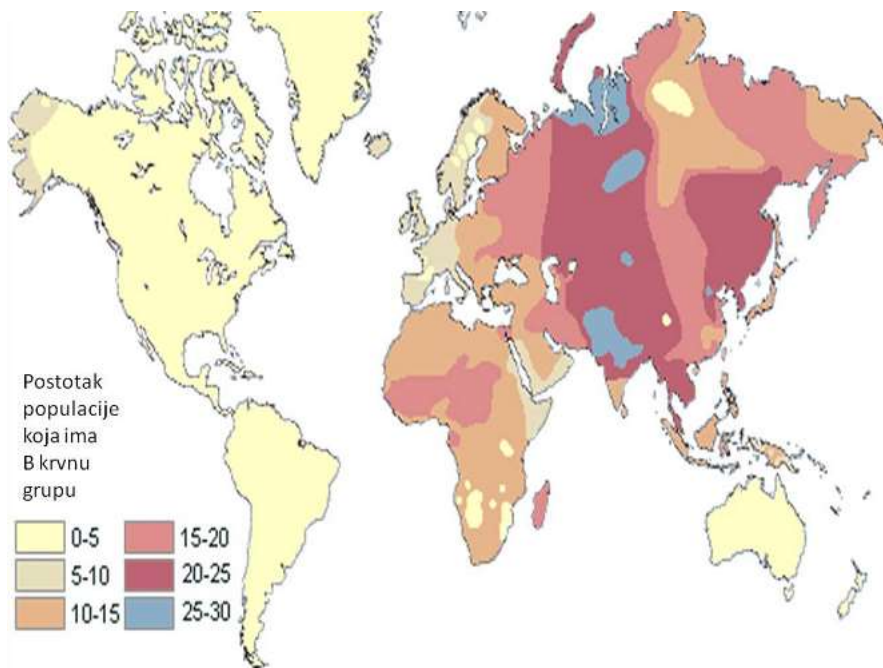 Postotak
populacije
koja ima
B krvnu
grupu
0-5
15-20
5-10
20-25
10-15
25-30